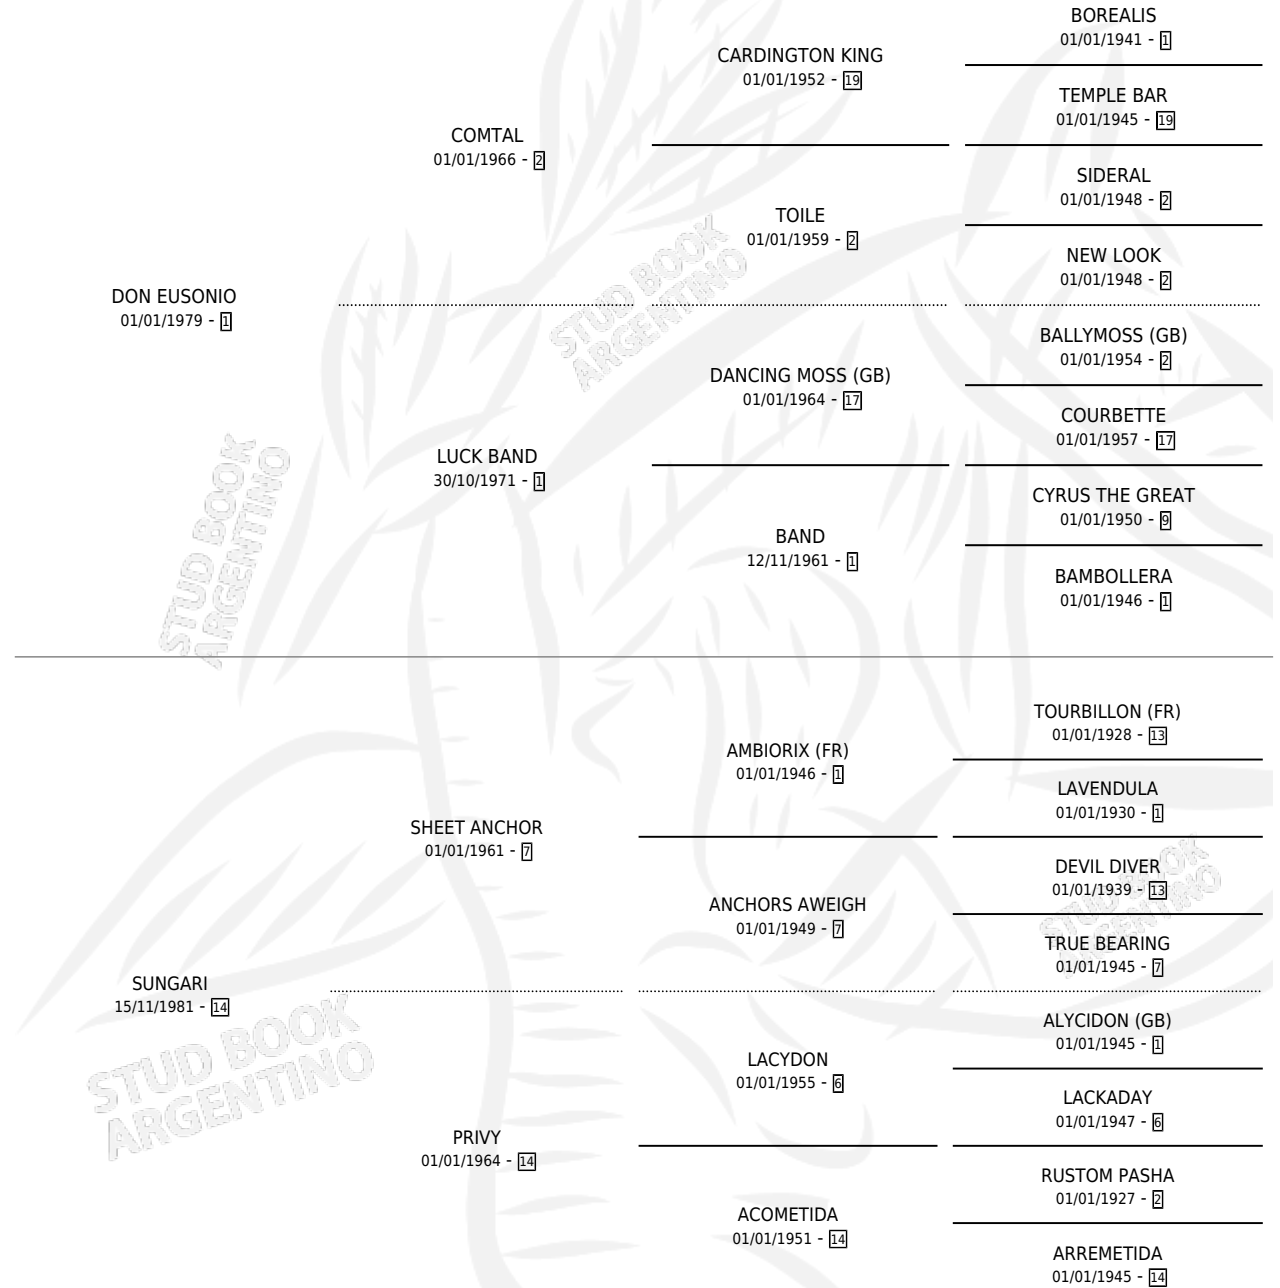 BOREALIS
01/01/1941 - 1
CARDINGTON KING
01/01/1952 - 19
TEMPLE BAR
01/01/1945 - 19
COMTAL
01/01/1966 - 2
SIDERAL
01/01/1948 - 2
TOILE
01/01/1959 - 2
NEW LOOK
01/01/1948 - 2
DON EUSONIO
01/01/1979 - 1
BALLYMOSS (GB)
01/01/1954 - 2
DANCING MOSS (GB)
01/01/1964 - 17
COURBETTE
01/01/1957 - 17
LUCK BAND
30/10/1971 - 1
CYRUS THE GREAT
01/01/1950 - 9
BAND
12/11/1961 - 1
BAMBOLLERA
01/01/1946 - 1
STUD BOOK
ARGENTINO
STUD BOOK
ARGENTINO
TOURBILLON (FR)
01/01/1928 - 13
AMBIORIX (FR)
01/01/1946 - 1
LAVENDULA
01/01/1930 - 1
SHEET ANCHOR
01/01/1961 - 7
DEVIL DIVER
01/01/1939 - 13
ANCHORS AWEIGH
01/01/1949 - 7
TRUE BEARING
01/01/1945 - 7
STUD BOOK
ARGENTINO
SUNGARI
15/11/1981 - 14
ALYCIDON (GB)
01/01/1945 - 1
LACYDON
01/01/1955 - 6
LACKADAY
01/01/1947 - 6
STUD BOOK
ARGENTINO
PRIVY
01/01/1964 - 14
RUSTOM PASHA
01/01/1927 - 2
ACOMETIDA
01/01/1951 - 14
ARREMETIDA
01/01/1945 - 14